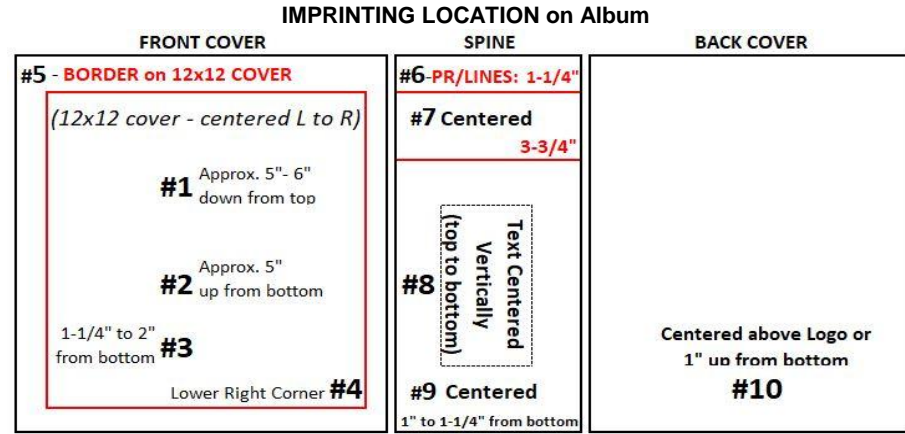 IMPRINTING LOCATION on Album
FRONT COVER
#5 - BORDER on 12x12 COVER
(12x12 cover - centered L to R)
#1 Approx. 5"- 6"
down from top
#2 Approx. 5"
up from bottom
1-1/4" to 2"
from bottom #3
Lower Right Corner #4
SPINE
#6-PR/LINES: 1-1/4"
#7 Centered
3-3/4"
#8
Text Centered
Vertically
(top to bottom)
#9 Centered
1" to 1-1/4" from bottom
BACK COVER
Centered above Logo or
1" up from bottom
#10